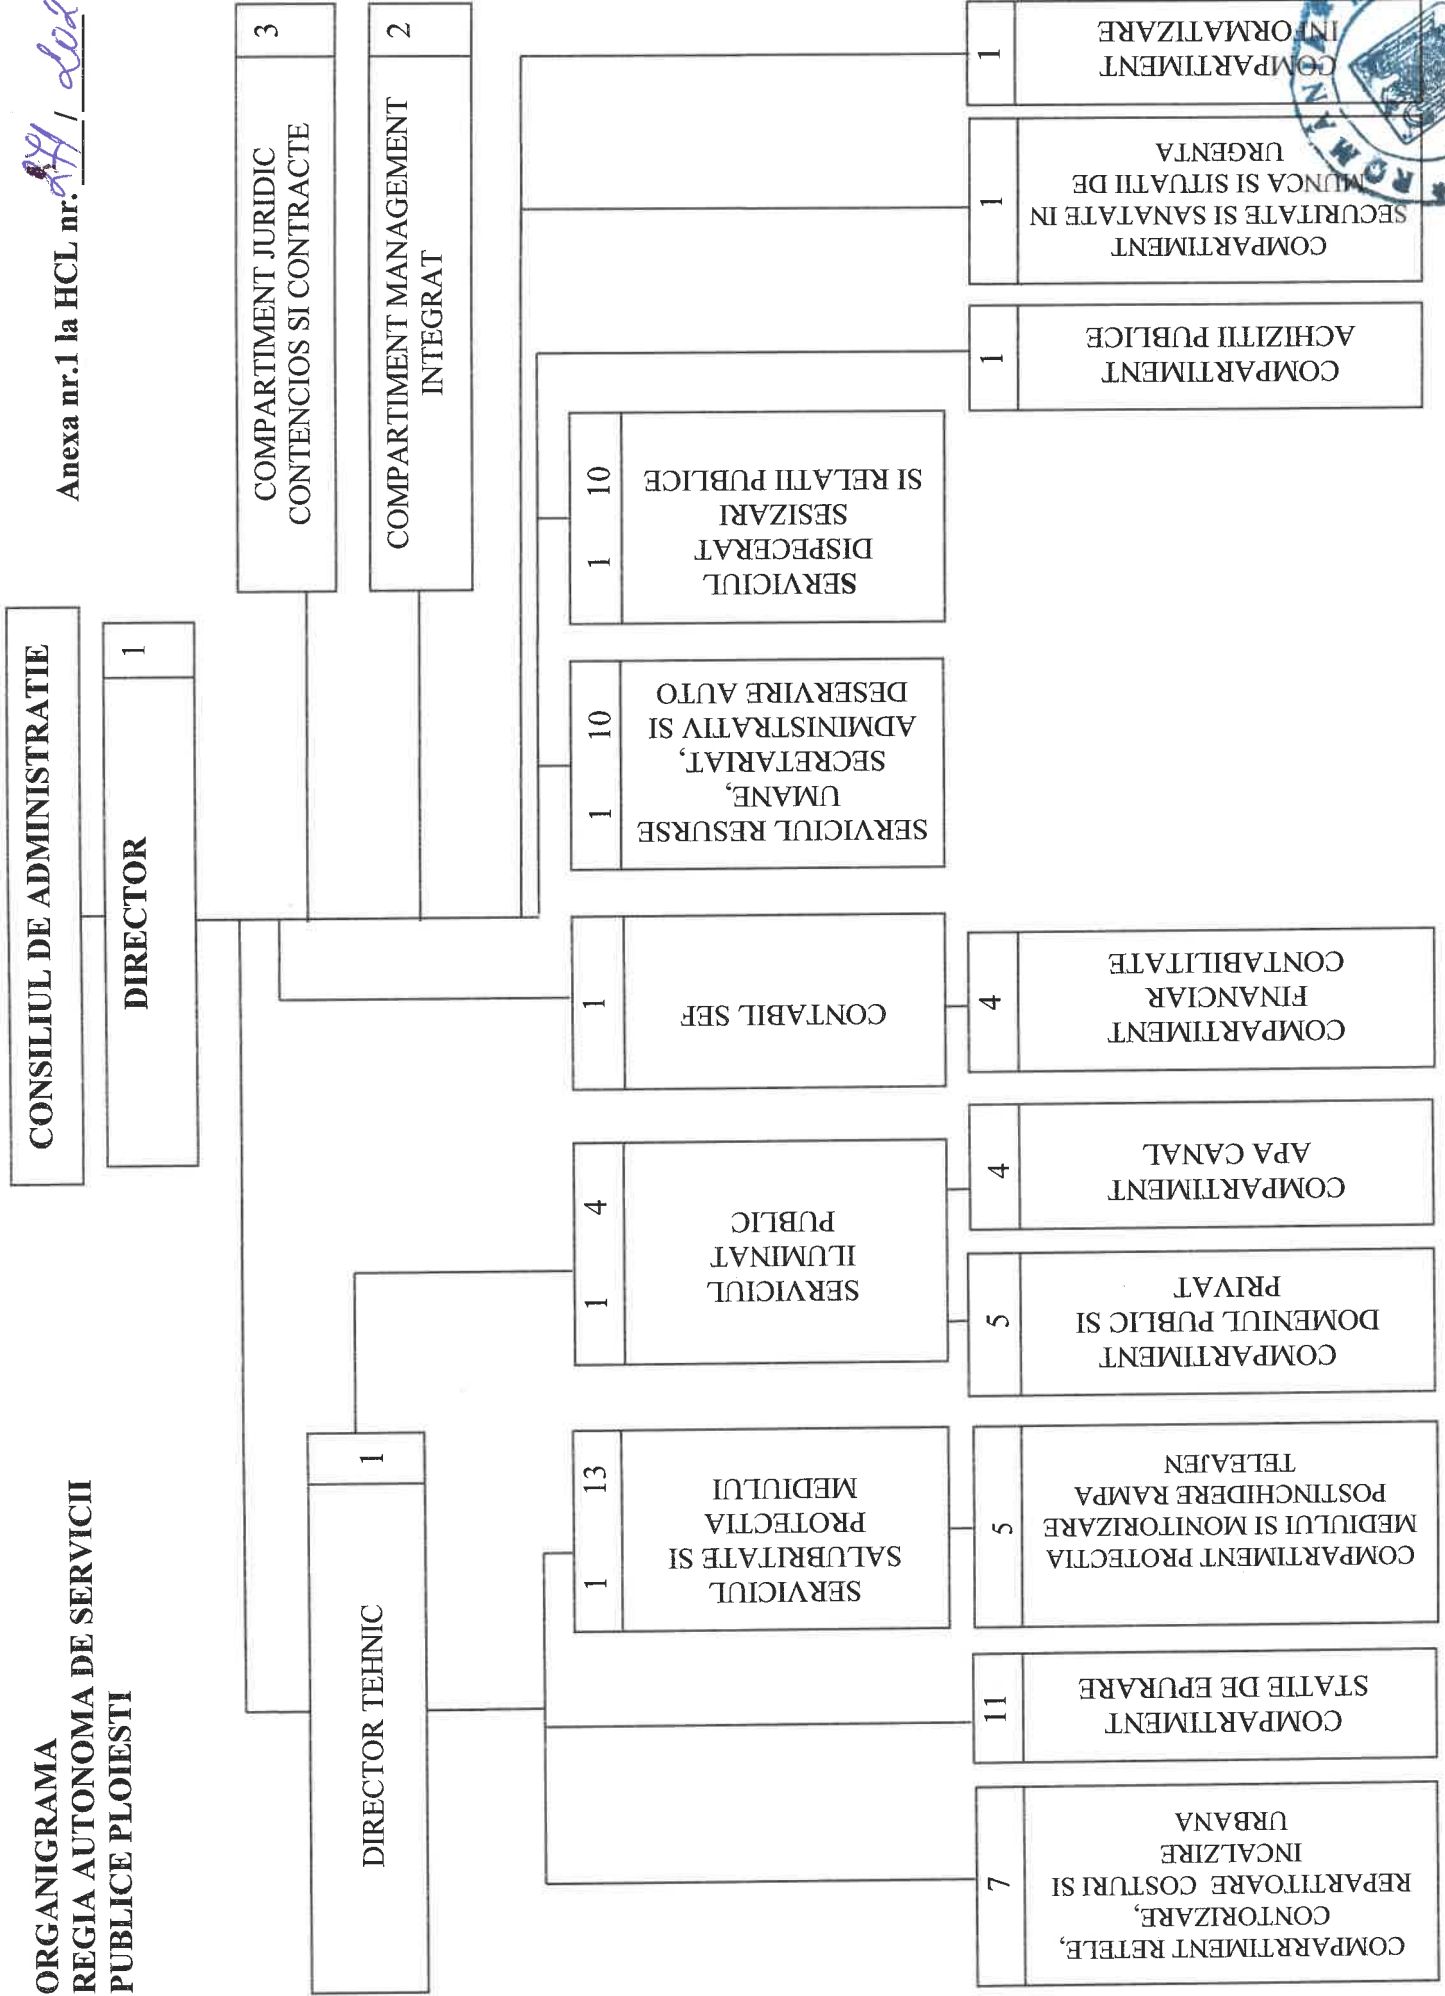 ORGANIGRAMA
REGIA AUTONOMA DE SERVICII
PUBLICE PLOIESTI
Anexa nr.1 la HCL nr.
CONSILIUL DE ADMINISTRATIE
DIRECTOR
1
COMPARTIMENT JURIDIC
CONTENCIOS SI CONTRACTE
3
COMPARTIMENT MANAGEMENT
INTEGRAT
2
DIRECTOR TEHNIC
1
1 13
SERVICIUL
SALUBRITATE SI
PROTECTIA
MEDIULUI
1 4
SERVICIUL
ILUMINAT
PUBLIC
1
CONTABIL SEF
1 10
SERVICIUL RESURSE
UMANE,
SECRETARIAT,
ADMINISTRATIV SI
DESERVIRE AUTO
1 10
SERVICIUL
DISPECERAT
SESIZARI
SI RELATII PUBLICE
7
COMPARRTIMENT RETELE,
CONTORIZARE,
REPARTITOARE COSTURI SI
INCALZIRE
URBANA
11
COMPARTIMENT
STATIE DE EPURARE
5
COMPARTIMENT PROTECTIA
MEDIULUI SI MONITORIZARE
POSTINCHIDERE RAMPA
TELEAJEN
5
COMPARTIMENT
DOMENIUL PUBLIC SI
PRIVAT
4
COMPARTIMENT
APA CANAL
4
COMPARTIMENT
FINANCIAR
CONTABILITATE
1
COMPARTIMENT
ACHIZITII PUBLICE
1
COMPARTIMENT
SECURITATE SI SANATATE IN
MUNCA SI SITUATII DE
URGENTA
1
COMPARTIMENT
INFORMATIZARE
ROMÂNIA